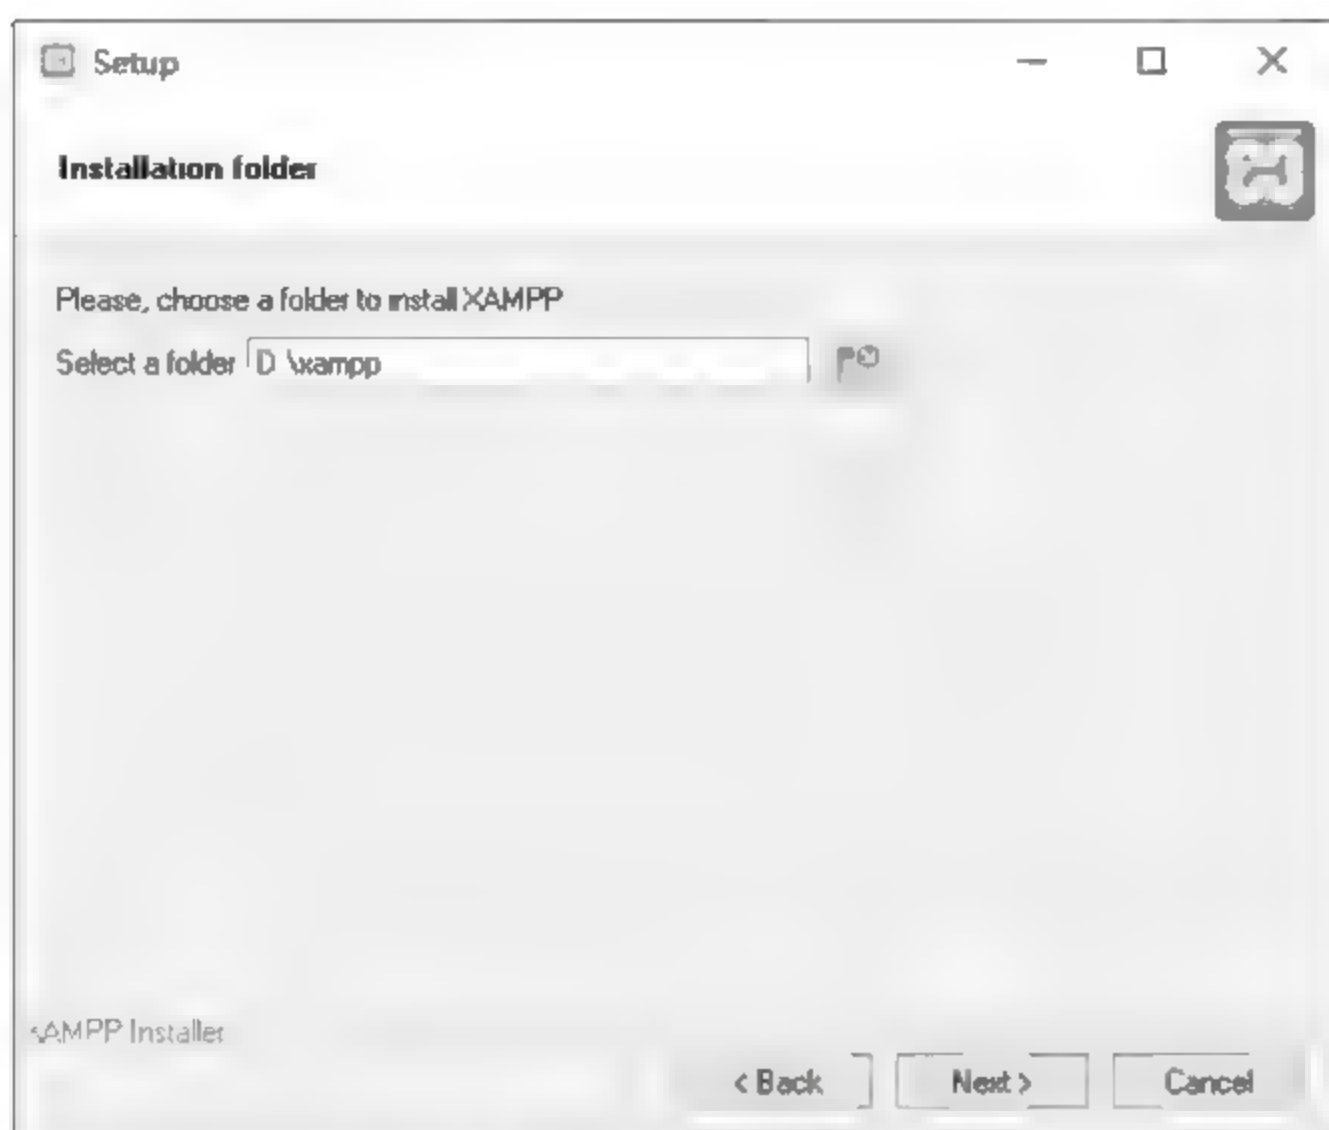 Setup
Installation folder
Please, choose a folder to install XAMPP
Select a folder D:\xampp
XAMPP Installer
< Back Next > Cancel